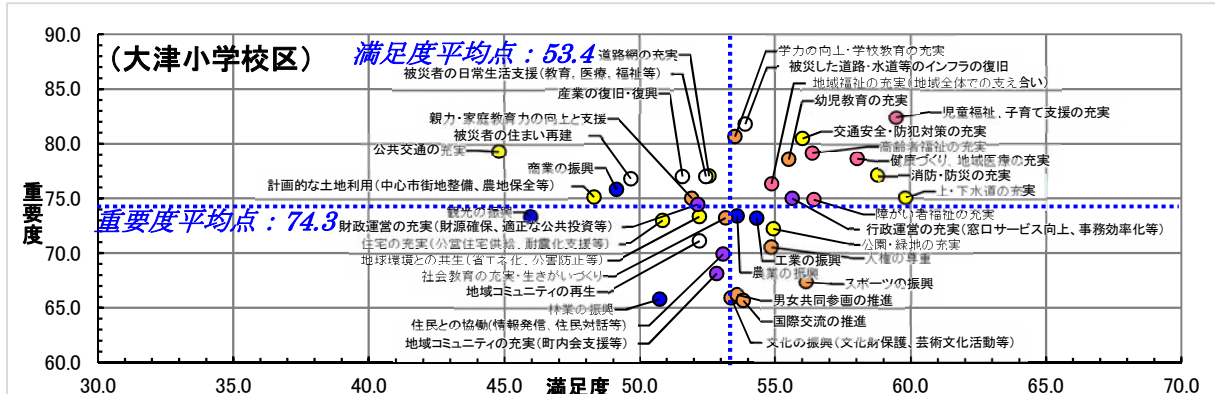 （大津小学校区）
満足度平均点：53.4
重要度平均点：74.3
重要度
90.0
85.0
80.0
75.0
70.0
65.0
60.0
道路網の充実
被災者の日常生活支援（教育、医療、福祉等）
産業の復旧・復興
親力・家庭教育力の向上と支援
被災者の住まい再建
公共交通の充実
商業の振興
計画的な土地利用（中心市街地整備、農地保全等）
観光の振興
財政運営の充実（財源確保、適正な公共投資等）
住宅の充実（公営住宅供給、耐震化支援等）
地球環境との共生（省エネ化、公害防止等）
社会教育の充実・生きがいづくり
地域コミュニティの再生
林業の振興
住民との協働（情報発信、住民対話等）
地域コミュニティの充実（町内会支援等）
学力の向上・学校教育の充実
被災した道路・水道等のインフラの復旧
地域福祉の充実（地域全体での支え合い）
幼児教育の充実
児童福祉、子育て支援の充実
交通安全・防犯対策の充実
高齢者福祉の充実
健康づくり、地域医療の充実
消防・防災の充実
上・下水道の充実
障がい者福祉の充実
行政運営の充実（窓口サービス向上、事務効率化等）
公園・緑地の充実
工業の振興
人権の尊重
農業の振興
スポーツの振興
男女共同参画の推進
国際交流の推進
文化の振興（文化財保護、芸術文化活動等）
30.0
35.0
40.0
45.0
50.0
55.0
60.0
65.0
70.0
満足度